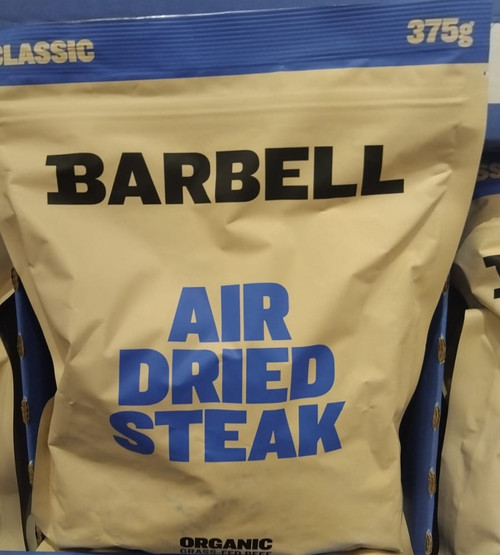 CLASSIC
375g
BARBELL
AIR
DRIED
STEAK
ORGANIC
GRASS-FED BEEF